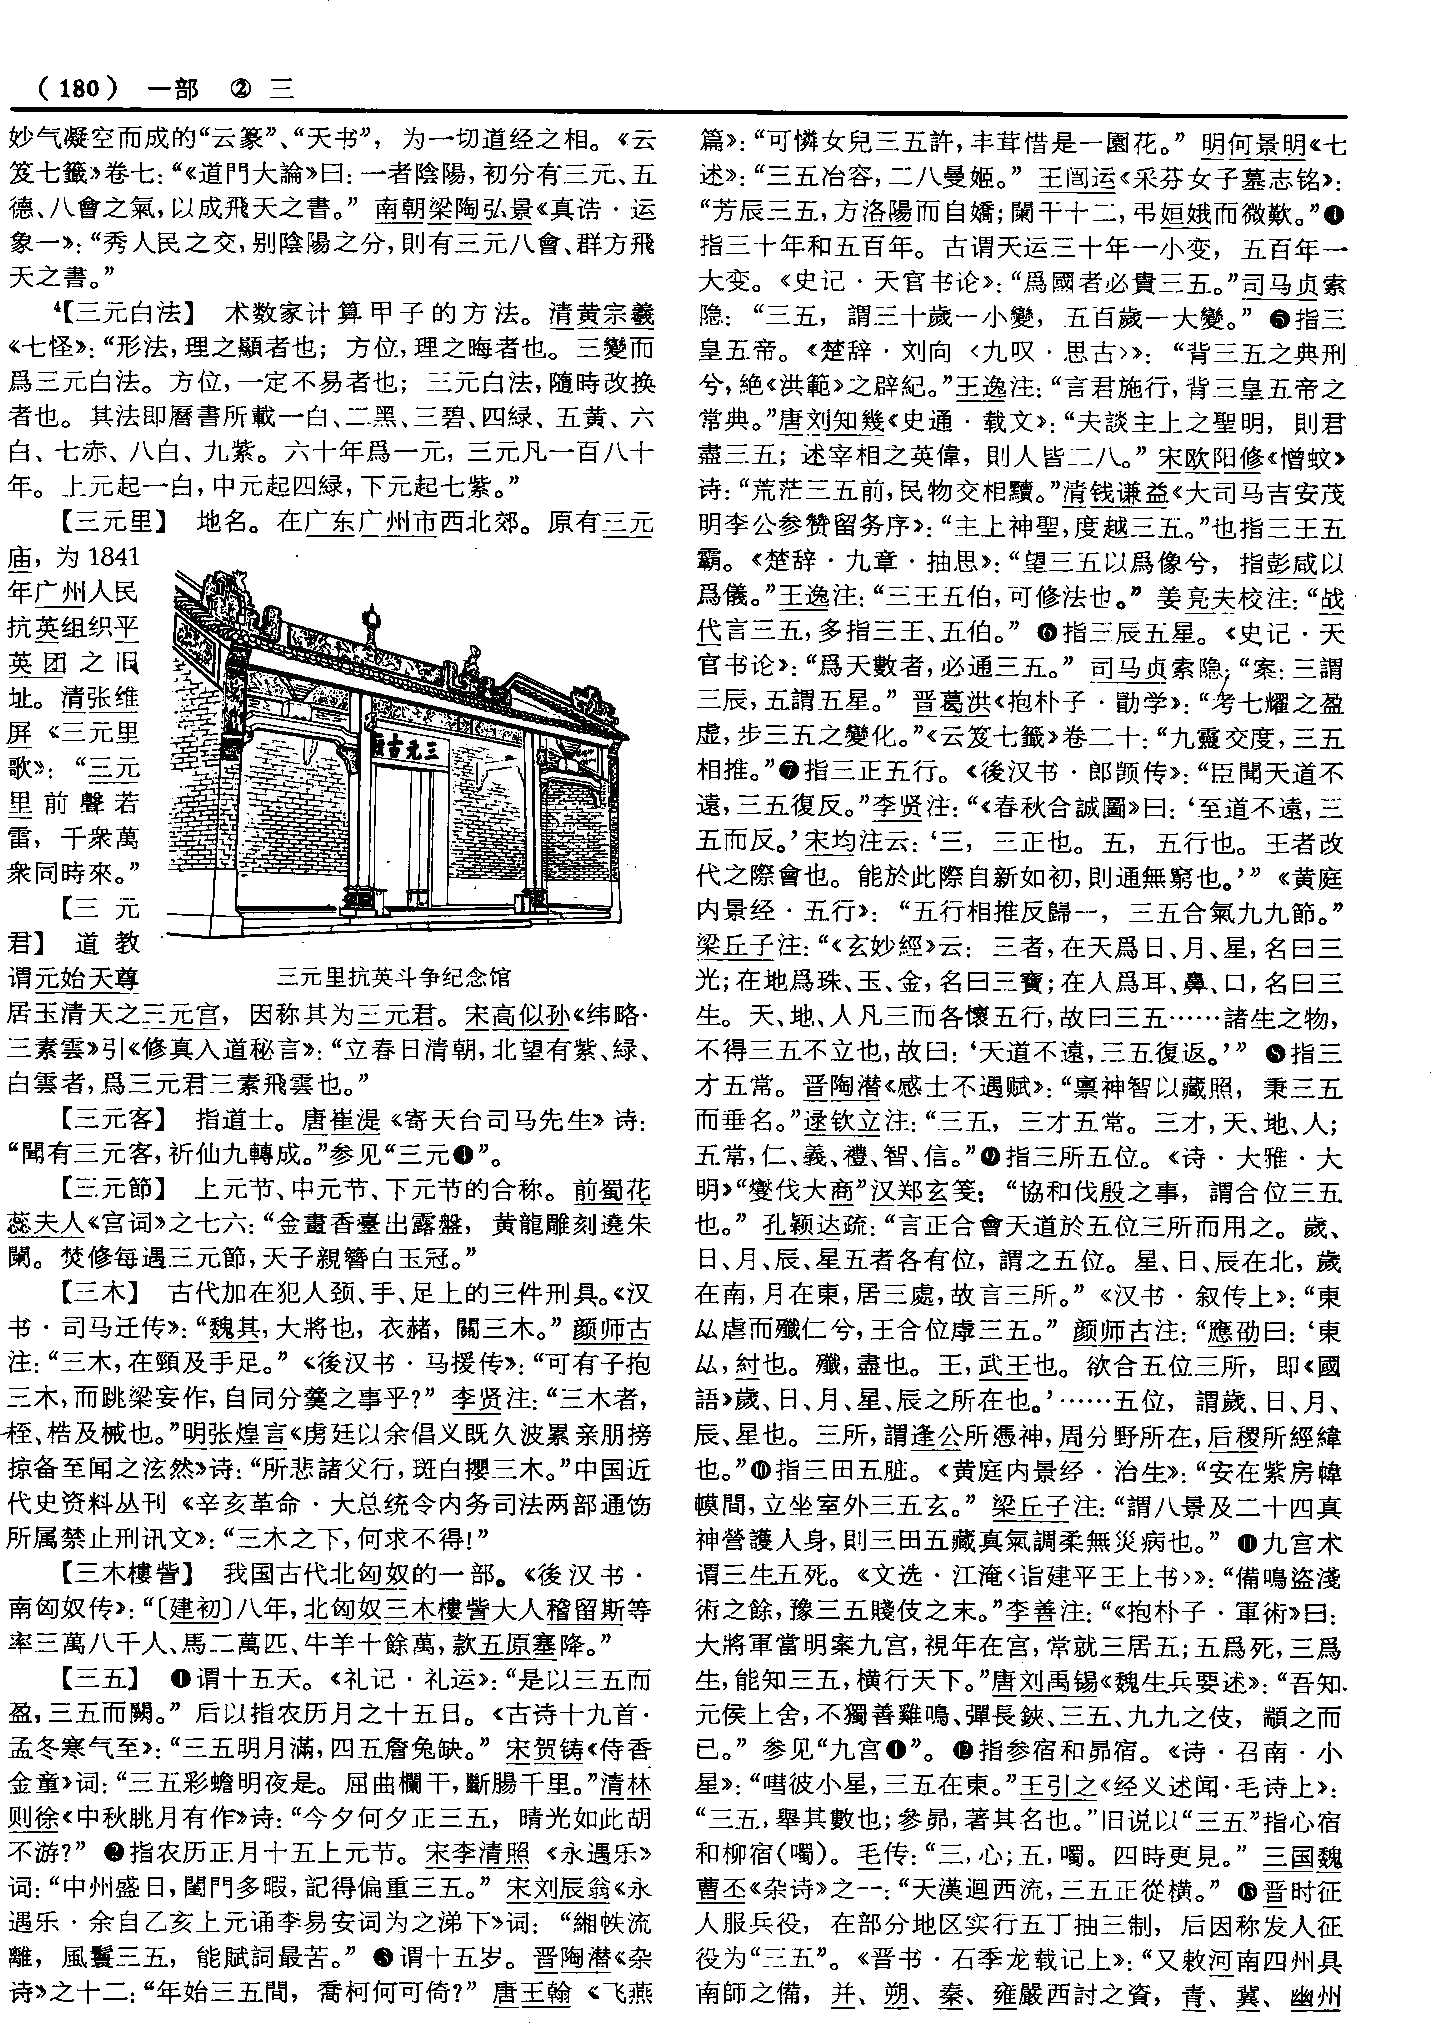 （180） 一部 ② 三
妙气凝空而成的“云篆”、“天书”，为一切道经之相。《云
笈七籤》卷七：“《道門大論》曰：一者陰陽，初分有三元、五
德、八會之氣，以成飛天之書。”南朝梁陶弘景《真诰·运
象一》：“秀人民之交，别陰陽之分，則有三元八會、群方飛
天之書。”
⁴【三元白法】 术数家计算甲子的方法。清黄宗羲
《七怪》：“形法，理之顯者也；方位，理之晦者也。三變而
爲三元白法。方位，一定不易者也；三元白法，隨時改换
者也。其法即曆書所載一白、二黑、三碧、四緑、五黄、六
白、七赤、八白、九紫。六十年爲一元，三元凡一百八十
年。上元起一白，中元起四緑，下元起七紫。”
【三元里】 地名。在广东广州市西北郊。原有三元
庙，为1841
年广州人民
抗英组织平
英团之旧
址。清张维
屏《三元里
歌》：“三元
里前聲若
雷，千衆萬
衆同時來。”
三元古廟
三元里抗英斗争纪念馆
【三元
君】 道教
谓元始天尊
居玉清天之三元宫，因称其为三元君。宋高似孙《纬略·
三素雲》引《修真入道秘言》：“立春日清朝，北望有紫、緑、
白雲者，爲三元君三素飛雲也。”
【三元客】 指道士。唐崔湜《寄天台司马先生》诗：
“聞有三元客，祈仙九轉成。”参见“三元❶”。
【三元節】 上元节、中元节、下元节的合称。前蜀花
蕊夫人《宫词》之七六：“金畫香臺出露盤，黄龍雕刻遶朱
闌。焚修每遇三元節，天子親簪白玉冠。”
【三木】 古代加在犯人颈、手、足上的三件刑具。《汉
书·司马迁传》：“魏其，大將也，衣赭，關三木。”颜师古
注：“三木，在頸及手足。”《後汉书·马援传》：“可有子抱
三木，而跳梁妄作，自同分羹之事乎？”李贤注：“三木者，
桎、梏及械也。”明张煌言《虏廷以余倡义既久波累亲朋搒
掠备至闻之泫然》诗：“所悲諸父行，斑白攖三木。”中国近
代史资料丛刊《辛亥革命·大总统令内务司法两部通饬
所属禁止刑讯文》：“三木之下，何求不得！”
【三木樓訾】 我国古代北匈奴的一部。《後汉书·
南匈奴传》：“〔建初〕八年，北匈奴三木樓訾大人稽留斯等
率三萬八千人、馬二萬匹、牛羊十餘萬，款五原塞降。”
【三五】 ❶谓十五天。《礼记·礼运》：“是以三五而
盈，三五而闕。”后以指农历月之十五日。《古诗十九首·
孟冬寒气至》：“三五明月滿，四五詹兔缺。”宋贺铸《侍香
金童》词：“三五彩蟾明夜是。屈曲欄干，斷腸千里。”清林
则徐《中秋眺月有作》诗：“今夕何夕正三五，晴光如此胡
不游？”❷指农历正月十五上元节。宋李清照《永遇乐》
词：“中州盛日，閨門多暇，記得偏重三五。”宋刘辰翁《永
遇乐·余自乙亥上元诵李易安词为之涕下》词：“緗帙流
離，風鬟三五，能賦詞最苦。”❸谓十五岁。晋陶潜《杂
诗》之十二：“年始三五間，喬柯何可倚？”唐王翰《飞燕
篇》：“可憐女兒三五許，丰茸惜是一園花。”明何景明《七
述》：“三五冶容，二八曼姬。”王闿运《采芬女子墓志铭》：
“芳辰三五，方洛陽而自嬌；闌干十二，弔姮娥而微歎。”❹
指三十年和五百年。古谓天运三十年一小变，五百年一
大变。《史记·天官书论》：“爲國者必貴三五。”司马贞索
隐：“三五，謂三十歲一小變，五百歲一大變。”❺指三
皇五帝。《楚辞·刘向〈九叹·思古〉》：“背三五之典刑
兮，絶《洪範》之辟紀。”王逸注：“言君施行，背三皇五帝之
常典。”唐刘知幾《史通·载文》：“夫談主上之聖明，則君
盡三五；述宰相之英偉，則人皆二八。”宋欧阳修《憎蚊》
诗：“荒茫三五前，民物交相黷。”清钱谦益《大司马吉安茂
明李公参赞留务序》：“主上神聖，度越三五。”也指三王五
霸。《楚辞·九章·抽思》：“望三五以爲像兮，指彭咸以
爲儀。”王逸注：“三王五伯，可修法也。”姜亮夫校注：“战
代言三五，多指三王、五伯。”❻指三辰五星。《史记·天
官书论》：“爲天數者，必通三五。”司马贞索隐：“案：三謂
三辰，五謂五星。”晋葛洪《抱朴子·勖学》：“考七耀之盈
虚，步三五之變化。”《云笈七籤》卷二十：“九靈交度，三五
相推。”❼指三正五行。《後汉书·郎𫖮传》：“臣聞天道不
遠，三五復反。”李贤注：“《春秋合誠圖》曰：‘至道不遠，三
五而反。’宋均注云：‘三，三正也。五，五行也。王者改
代之際會也。能於此際自新如初，則通無窮也。’”《黄庭
内景经·五行》：“五行相推反歸一，三五合氣九九節。”
梁丘子注：“《玄妙經》云：三者，在天爲日、月、星，名曰三
光；在地爲珠、玉、金，名曰三寶；在人爲耳、鼻、口，名曰三
生。天、地、人凡三而各懷五行，故曰三五……諸生之物，
不得三五不立也，故曰：‘天道不遠，三五復返。’”❽指三
才五常。晋陶潜《感士不遇赋》：“禀神智以藏照，秉三五
而垂名。”逯钦立注：“三五，三才五常。三才，天、地、人；
五常，仁、義、禮、智、信。”❾指三所五位。《诗·大雅·大
明》“燮伐大商”汉郑玄笺：“協和伐殷之事，謂合位三五
也。”孔颖达疏：“言正合會天道於五位三所而用之。歲、
日、月、辰、星五者各有位，謂之五位。星、日、辰在北，歲
在南，月在東，居三處，故言三所。”《汉书·叙传上》：“東
厸虐而殲仁兮，王合位虖三五。”颜师古注：“應劭曰：‘東
厸，紂也。殲，盡也。王，武王也。欲合五位三所，即《國
語》歲、日、月、星、辰之所在也。’……五位，謂歲、日、月、
辰、星也。三所，謂逢公所憑神，周分野所在，后稷所經緯
也。”❿指三田五脏。《黄庭内景经·治生》：“安在紫房幃
幙間，立坐室外三五玄。”梁丘子注：“謂八景及二十四真
神營護人身，則三田五藏真氣調柔無災病也。”⓫九宫术
谓三生五死。《文选·江淹〈诣建平王上书〉》：“備鳴盜淺
術之餘，豫三五賤伎之末。”李善注：“《抱朴子·軍術》曰：
大將軍當明案九宫，視年在宫，常就三居五；五爲死，三爲
生，能知三五，横行天下。”唐刘禹锡《魏生兵要述》：“吾知
元侯上舍，不獨善雞鳴、彈長鋏、三五、九九之伎，顓之而
已。”参见“九宫❶”。⓬指参宿和昴宿。《诗·召南·小
星》：“嘒彼小星，三五在東。”王引之《经义述闻·毛诗上》：
“三五，舉其數也；參昴，著其名也。”旧说以“三五”指心宿
和柳宿（噣）。毛传：“三，心；五，噣。四時更見。”三国魏
曹丕《杂诗》之一：“天漢迴西流，三五正從横。”⓭晋时征
人服兵役，在部分地区实行五丁抽三制，后因称发人征
役为“三五”。《晋书·石季龙载记上》：“又敕河南四州具
南師之備，并、朔、秦、雍嚴西討之資，青、冀、幽州